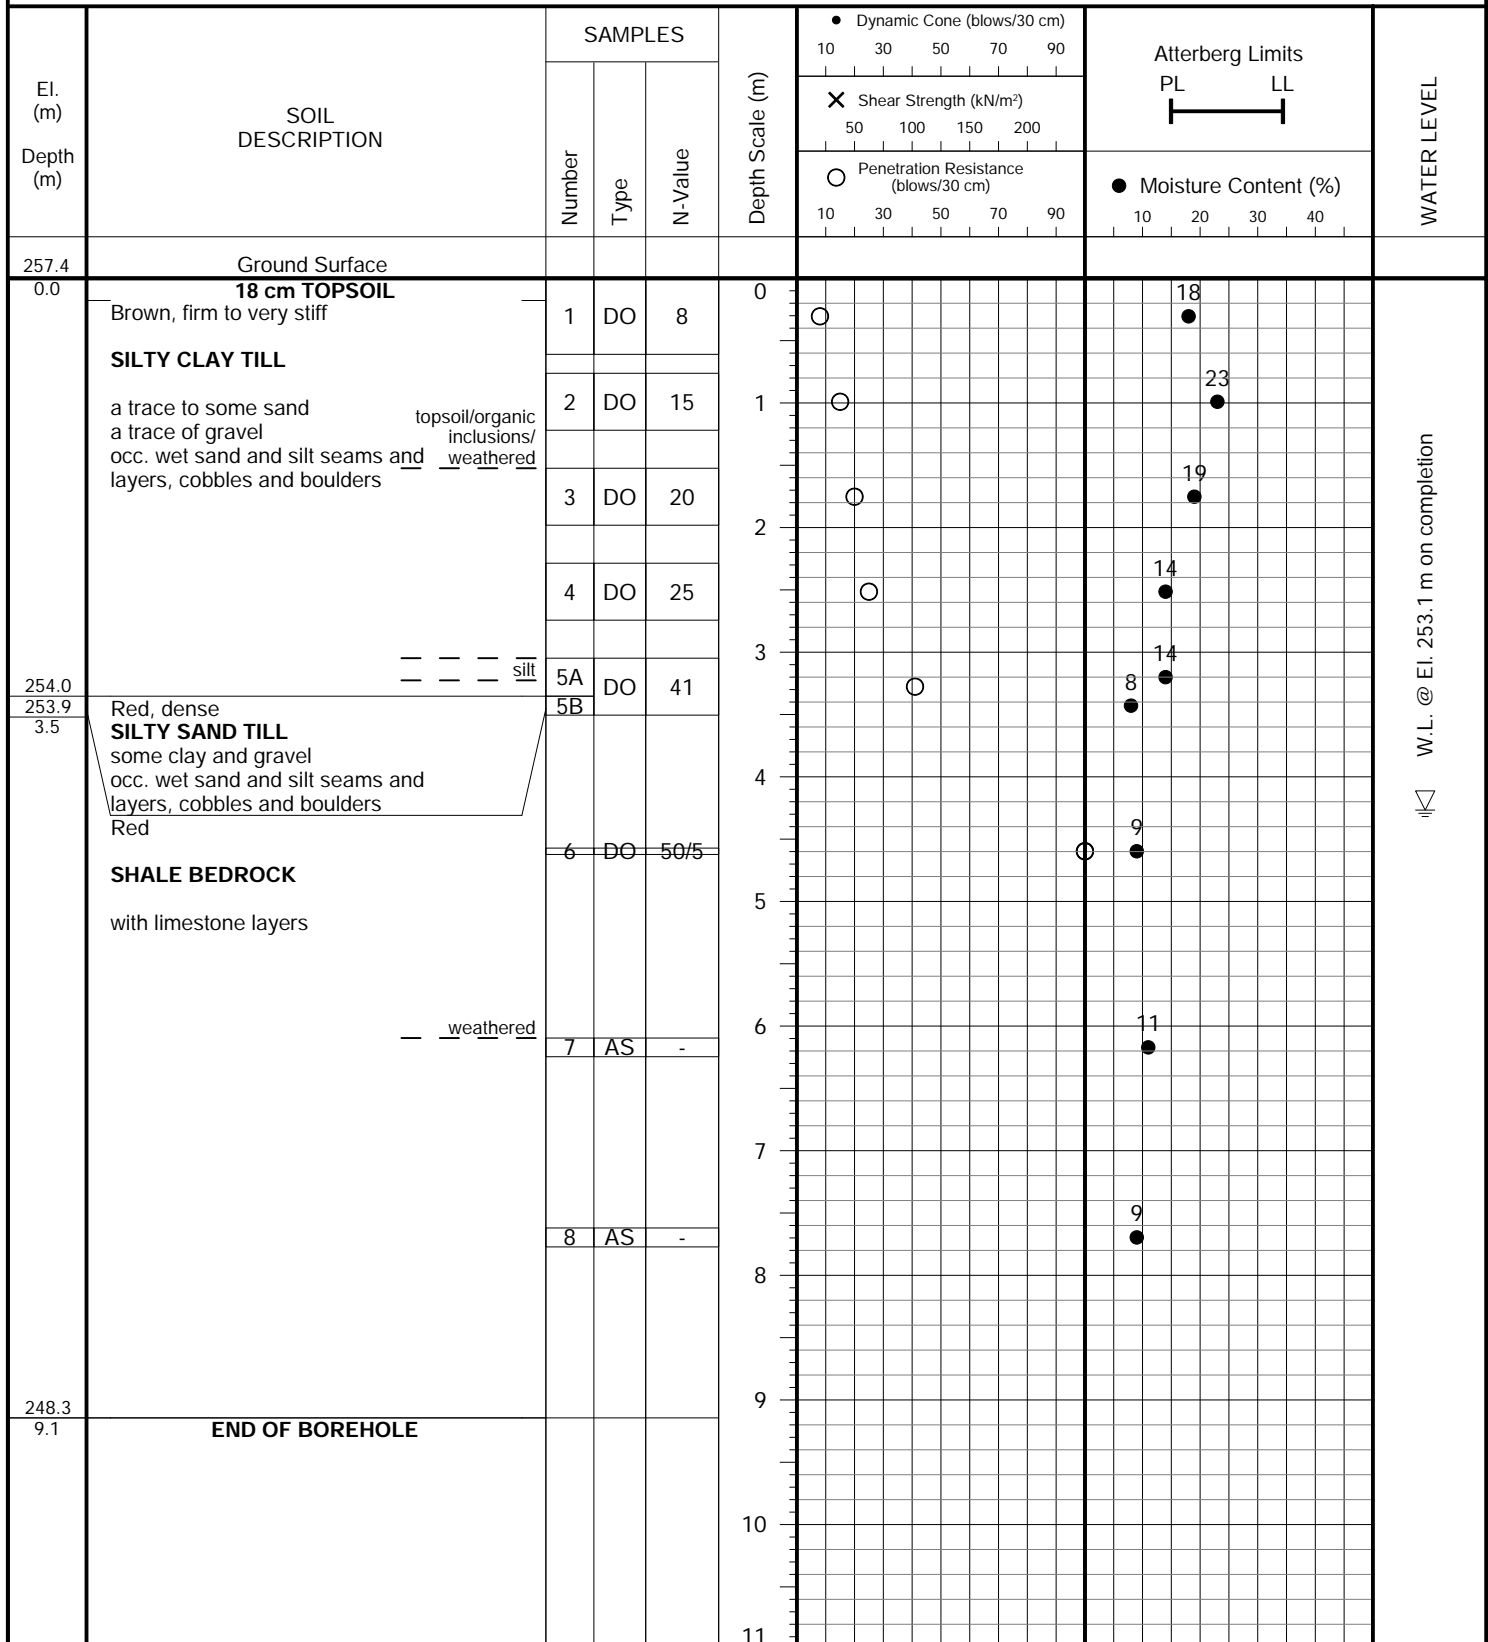 El.
(m)
Depth
(m)
SOIL
DESCRIPTION
SAMPLES
Number
Type
N-Value
Depth Scale (m)
● Dynamic Cone (blows/30 cm)
10 30 50 70 90
✕ Shear Strength (kN/m²)
50 100 150 200
○ Penetration Resistance
(blows/30 cm)
10 30 50 70 90
Atterberg Limits
PL LL
● Moisture Content (%)
10 20 30 40
WATER LEVEL
257.4 Ground Surface
0.0 18 cm TOPSOIL 0
Brown, firm to very stiff
1 DO 8 18
SILTY CLAY TILL
23
a trace to some sand
2 DO 15 1
topsoil/organic
a trace of gravel
inclusions/
occ. wet sand and silt seams and weathered
layers, cobbles and boulders
19
3 DO 20
2
14
4 DO 25
3 14
silt
5A
DO 41 8
254.0
253.9 Red, dense 5B
3.5 SILTY SAND TILL
some clay and gravel
occ. wet sand and silt seams and 4
layers, cobbles and boulders
Red 9
6 DO 50/5
SHALE BEDROCK
5
with limestone layers
weathered 6 11
7 AS -
7
9
8 AS -
8
9
248.3
9.1 END OF BOREHOLE
10
11
W.L. @ El. 253.1 m on completion